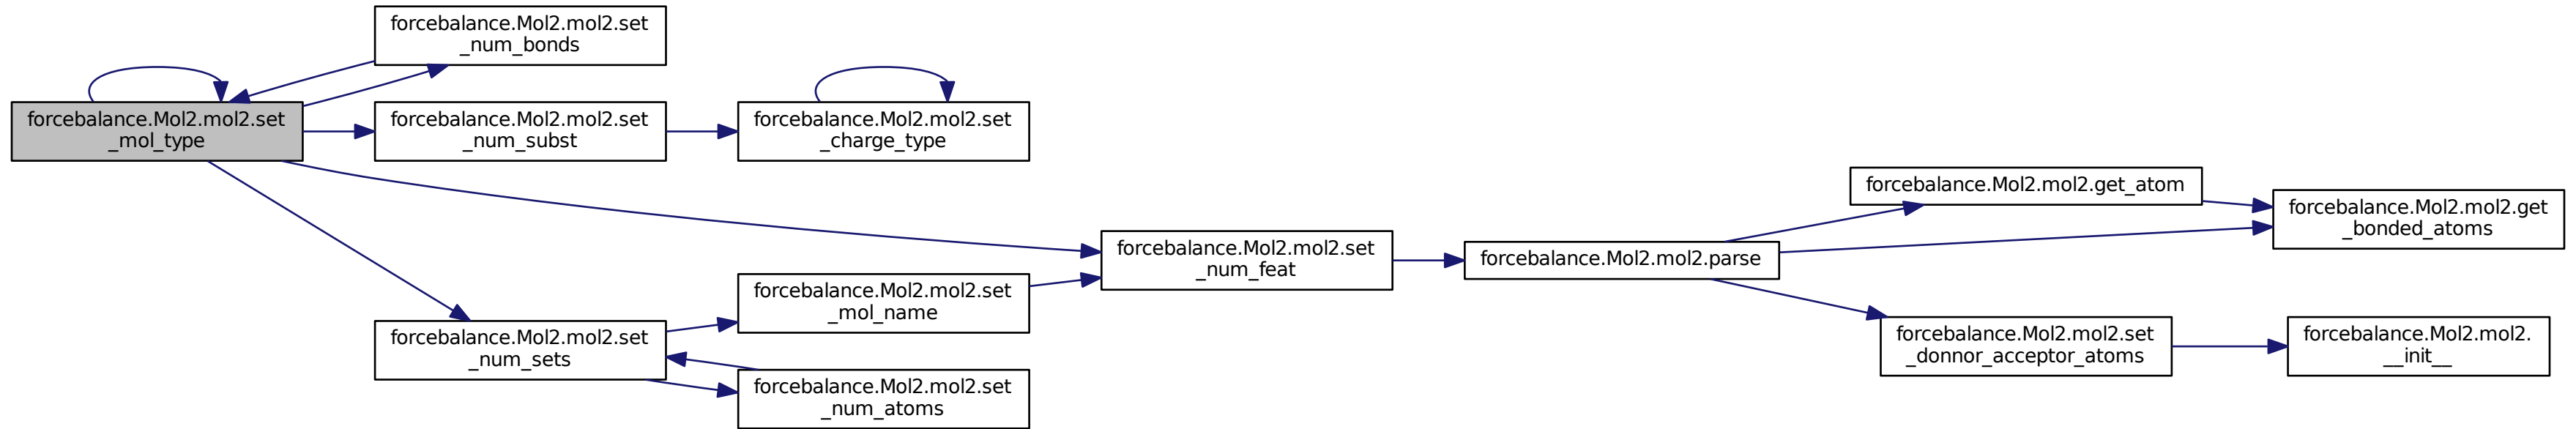 forcebalance.Mol2.mol2.set
_num_bonds
forcebalance.Mol2.mol2.set
_mol_type
forcebalance.Mol2.mol2.set
_num_subst
forcebalance.Mol2.mol2.set
_charge_type
forcebalance.Mol2.mol2.get_atom
forcebalance.Mol2.mol2.get
_bonded_atoms
forcebalance.Mol2.mol2.set
_num_feat
forcebalance.Mol2.mol2.parse
forcebalance.Mol2.mol2.set
_mol_name
forcebalance.Mol2.mol2.set
_num_sets
forcebalance.Mol2.mol2.set
_donnor_acceptor_atoms
forcebalance.Mol2.mol2.
__init__
forcebalance.Mol2.mol2.set
_num_atoms